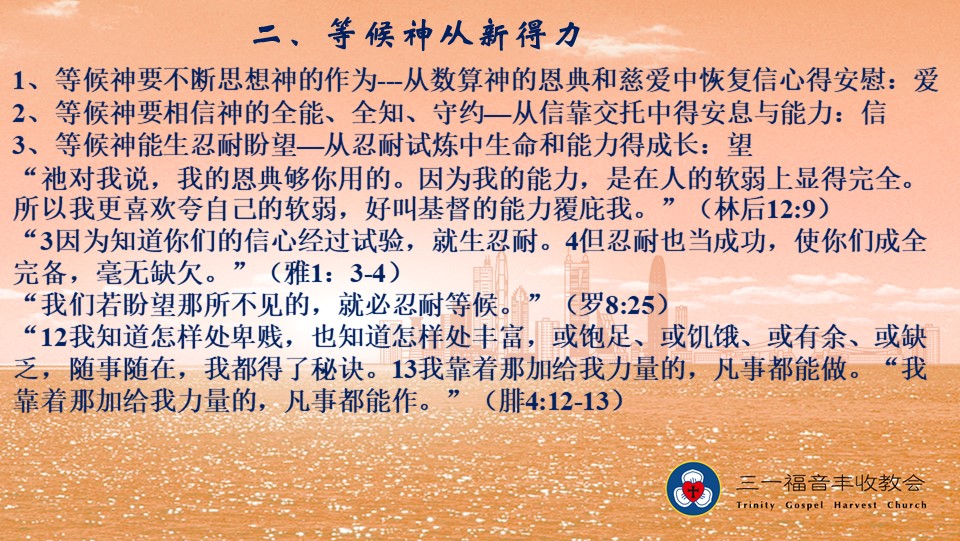 二、等候神从新得力
1、等候神要不断思想神的作为---从数算神的恩典和慈爱中恢复信心得安慰：爱
2、等候神要相信神的全能、全知、守约—从信靠交托中得安息与能力：信
3、等候神能生忍耐盼望—从忍耐试炼中生命和能力得成长：望
“祂对我说，我的恩典够你用的。因为我的能力，是在人的软弱上显得完全。
所以我更喜欢夸自己的软弱，好叫基督的能力覆庇我。”（林后12:9）
“3因为知道你们的信心经过试验，就生忍耐。4但忍耐也当成功，使你们成全
完备，毫无缺欠。”（雅1：3-4）
“我们若盼望那所不见的，就必忍耐等候。”（罗8:25）
“12我知道怎样处卑贱，也知道怎样处丰富，或饱足、或饥饿、或有余、或缺
乏，随事随在，我都得了秘诀。13我靠着那加给我力量的，凡事都能做。“我
靠着那加给我力量的，凡事都能作。”（腓4:12-13）
三一福音丰收教会
Trinity Gospel Harvest Church